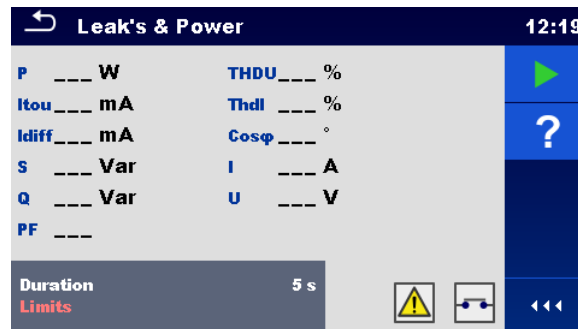 Leak's & Power 12:19
P ___ W THDU ___ %
Itou ___ mA ThdI ___ %
Idiff ___ mA Cosφ ___ °
S ___ Var I ___ A
Q ___ Var U ___ V
PF ___
?
Duration 5 s
Limits